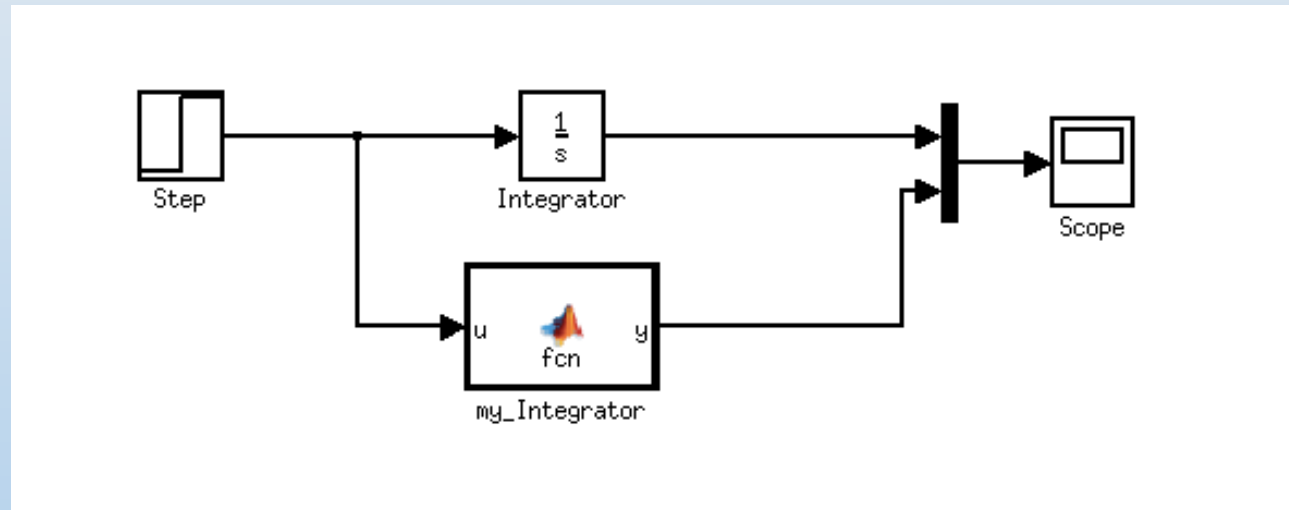 Step
1
s
Integrator
u
fcn
y
my_Integrator
Scope